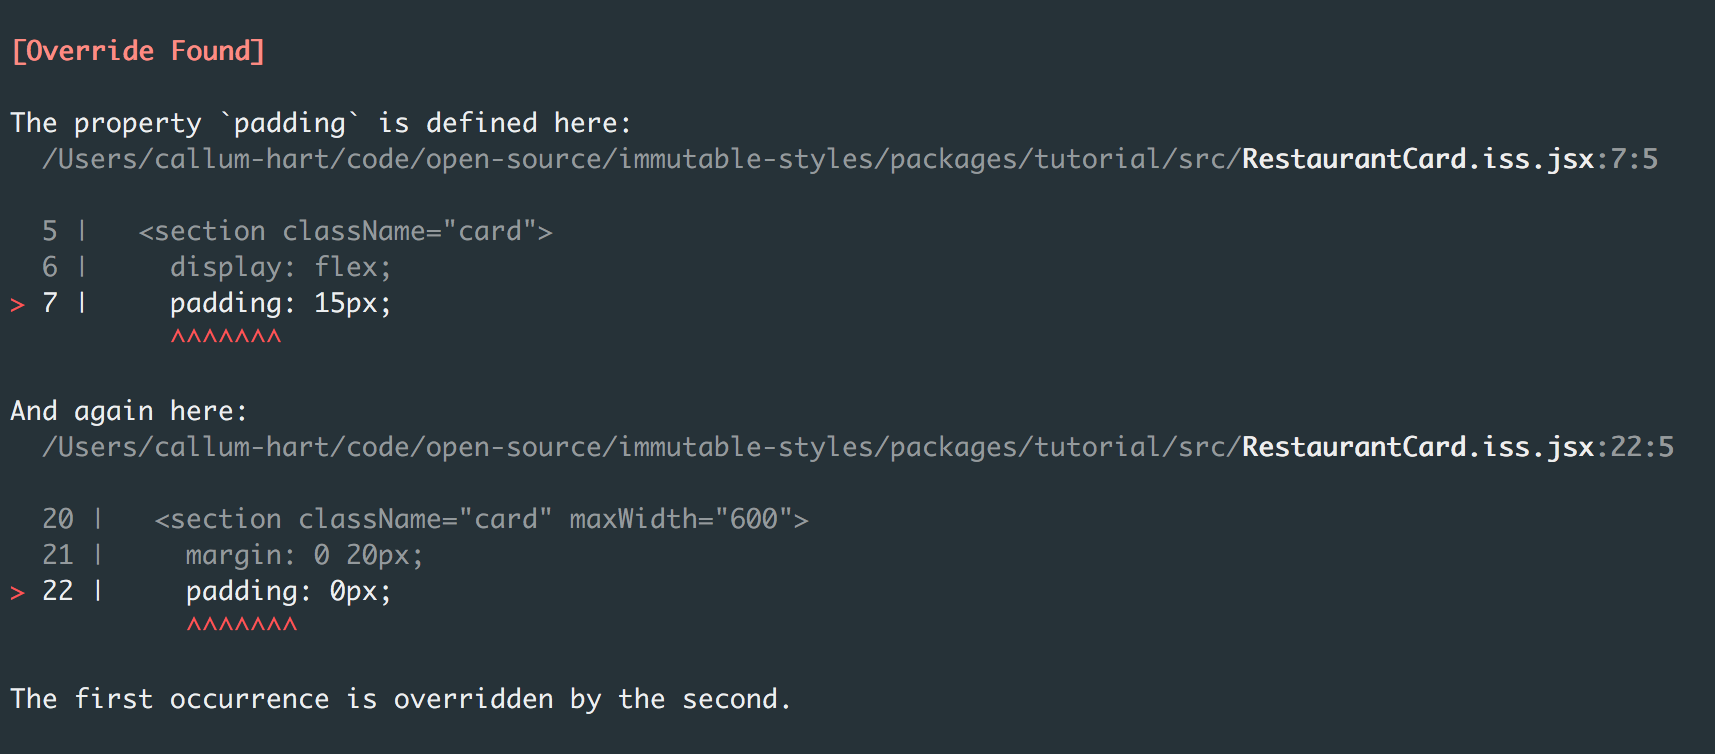 [Override Found]
The property `padding` is defined here:
/Users/callum-hart/code/open-source/immutable-styles/packages/tutorial/src/RestaurantCard.iss.jsx:7:5
5 |   <section className="card">
6 |     display: flex;
> 7 |     padding: 15px;
^^^^^^^
And again here:
/Users/callum-hart/code/open-source/immutable-styles/packages/tutorial/src/RestaurantCard.iss.jsx:22:5
20 |   <section className="card" maxWidth="600">
21 |     margin: 0 20px;
> 22 |     padding: 0px;
^^^^^^^
The first occurrence is overridden by the second.